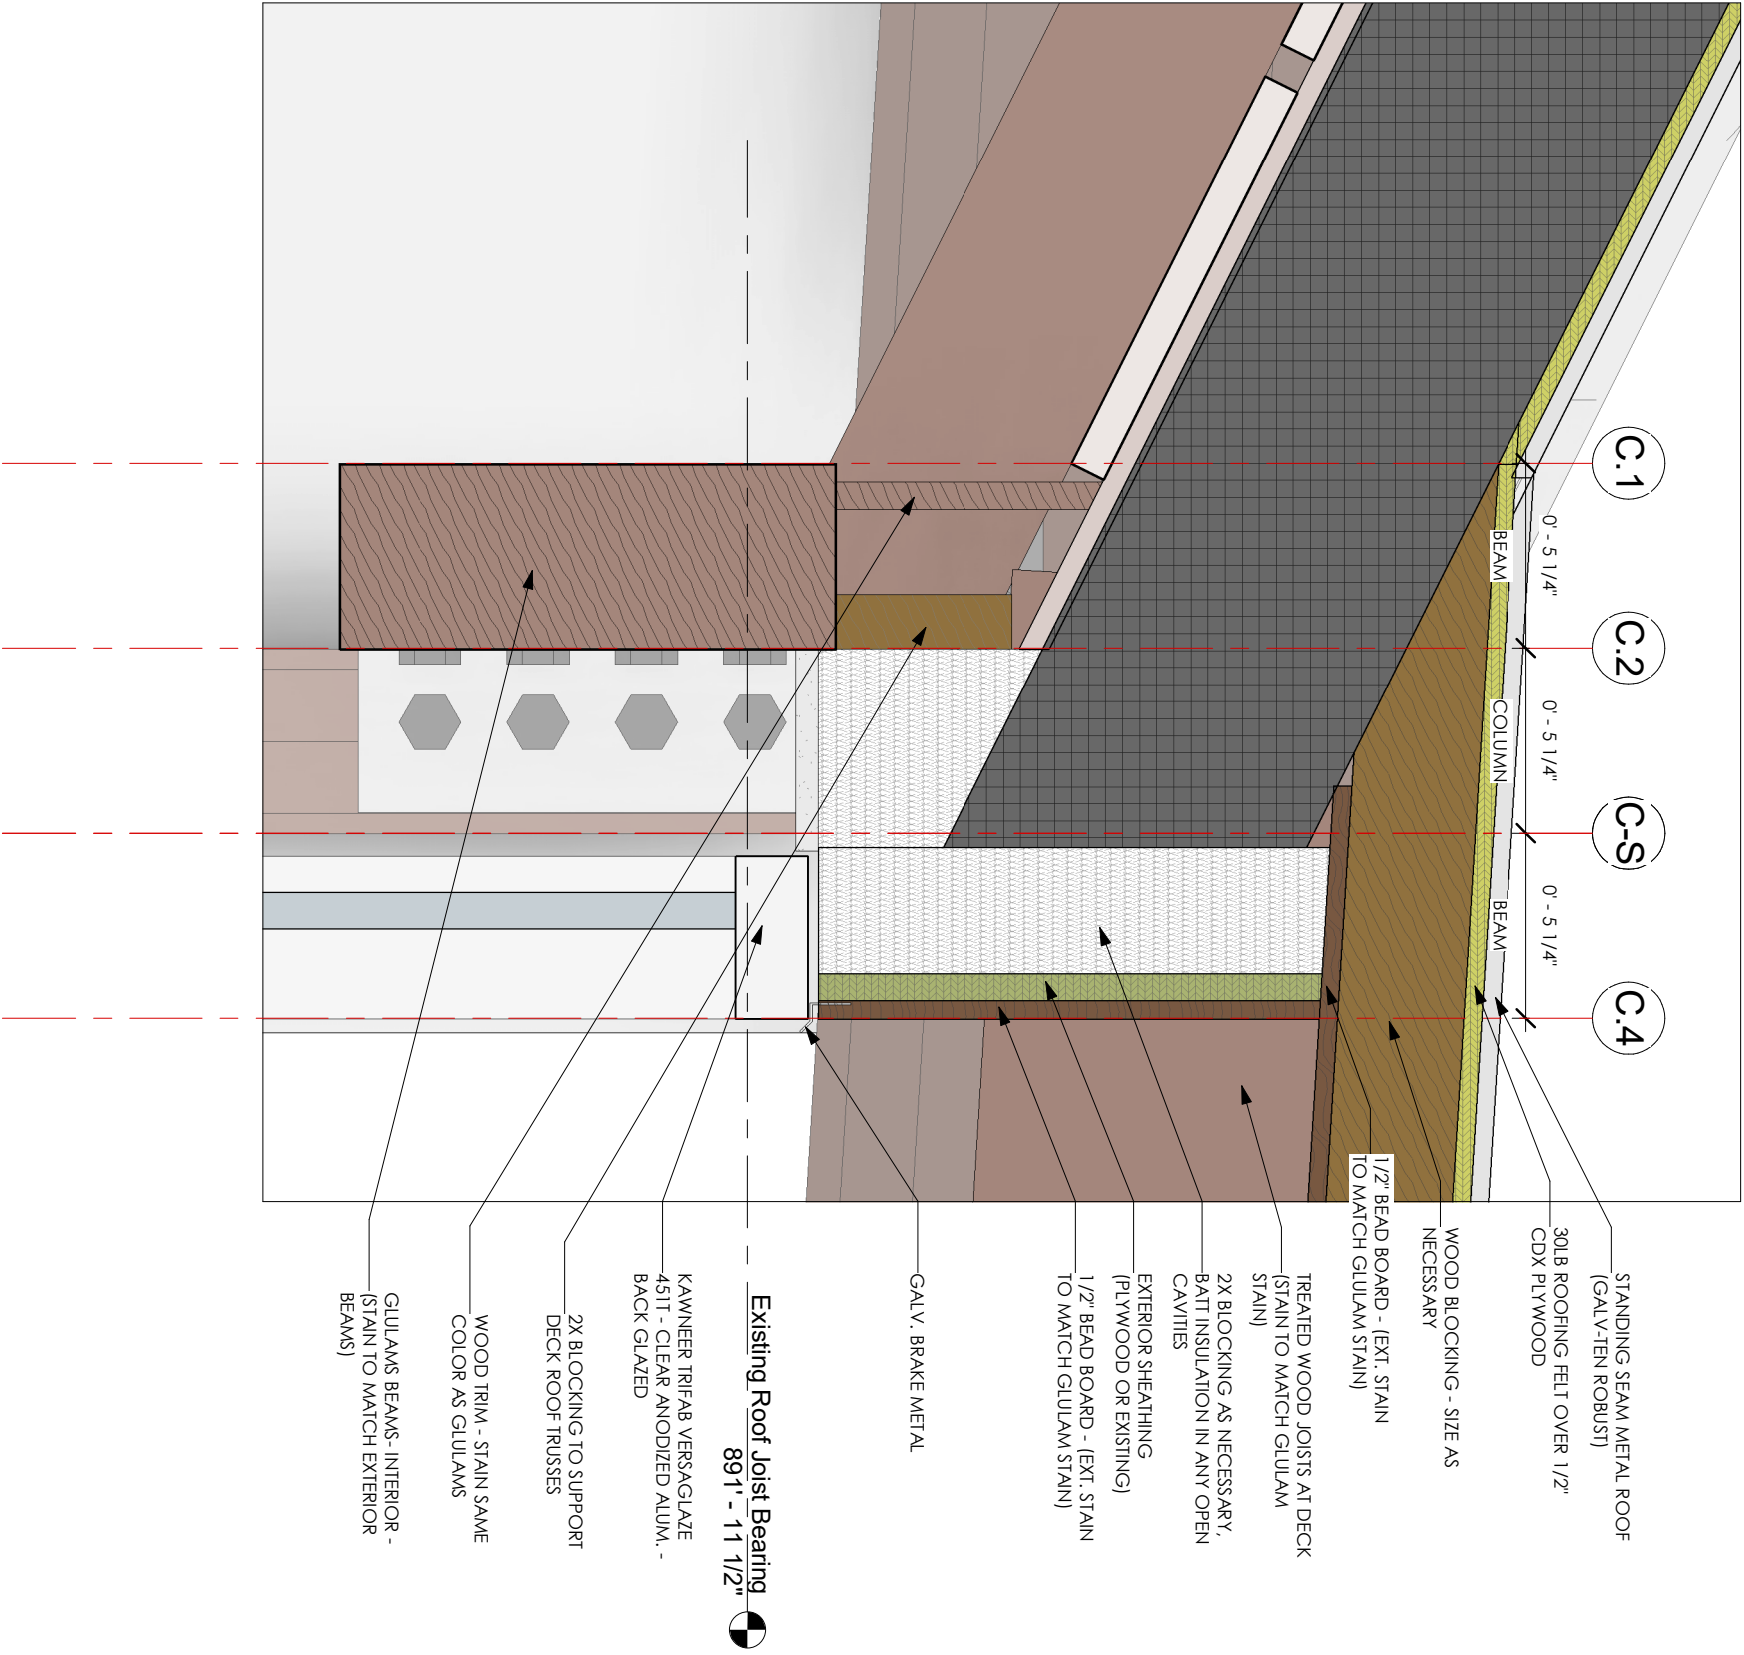 C.1
C.2
C-S
C.4
0' - 5 1/4"
0' - 5 1/4"
0' - 5 1/4"
BEAM
COLUMN
BEAM
STANDING SEAM METAL ROOF
(GALV-TEN ROBUST)
30LB ROOFING FELT OVER 1/2"
CDX PLYWOOD
WOOD BLOCKING - SIZE AS
NECESSARY
1/2" BEAD BOARD - (EXT. STAIN
TO MATCH GLULAM STAIN)
TREATED WOOD JOISTS AT DECK
(STAIN TO MATCH GLULAM
STAIN)
2X BLOCKING AS NECESSARY,
BATT INSULATION IN ANY OPEN
CAVITIES
EXTERIOR SHEATHING
(PLYWOOD OR EXISTING)
1/2" BEAD BOARD - (EXT. STAIN
TO MATCH GLULAM STAIN)
GALV. BRAKE METAL
Existing Roof Joist Bearing
891' - 11 1/2"
KAWNEER TRIFAB VERSAGLAZE
451T - CLEAR ANODIZED ALUM. -
BACK GLAZED
2X BLOCKING TO SUPPORT
DECK ROOF TRUSSES
WOOD TRIM - STAIN SAME
COLOR AS GLULAMS
GLULAMS BEAMS- INTERIOR -
(STAIN TO MATCH EXTERIOR
BEAMS)